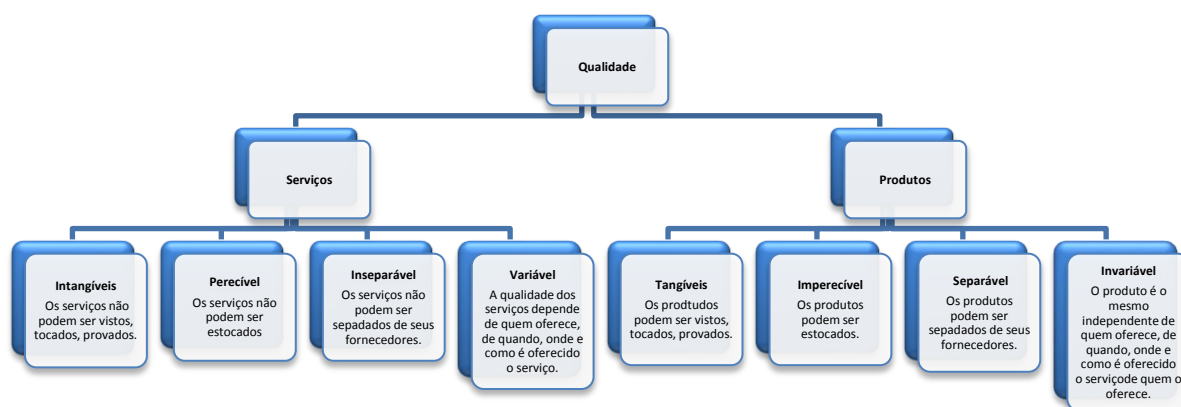 Qualidade
Serviços
Produtos
Intangíveis
Os serviços não
podem ser vistos,
tocados, provados.
Perecível
Os serviços não
podem ser
estocados
Inseparável
Os serviços não
podem ser
sepadados de seus
fornecedores.
Variável
A qualidade dos
serviços depende
de quem oferece,
de quando, onde e
como é oferecido
o serviço.
Tangíveis
Os prodtudos
podem ser vistos,
tocados, provados.
Imperecível
Os produtos
podem ser
estocados.
Separável
Os produtos
podem ser
sepadados de seus
fornecedores.
Invariável
O produto é o
mesmo
independente de
quem oferece, de
quando, onde e
como é oferecido
o serviçode quem o
oferece.